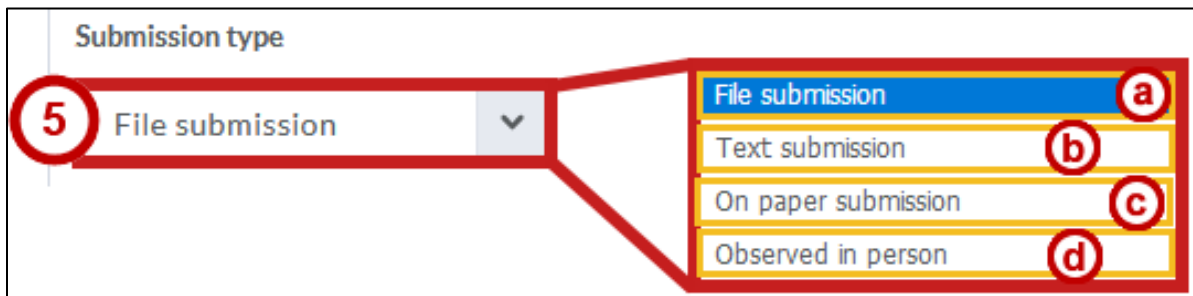 Submission type
5 File submission
File submission a
Text submission b
On paper submission c
Observed in person d